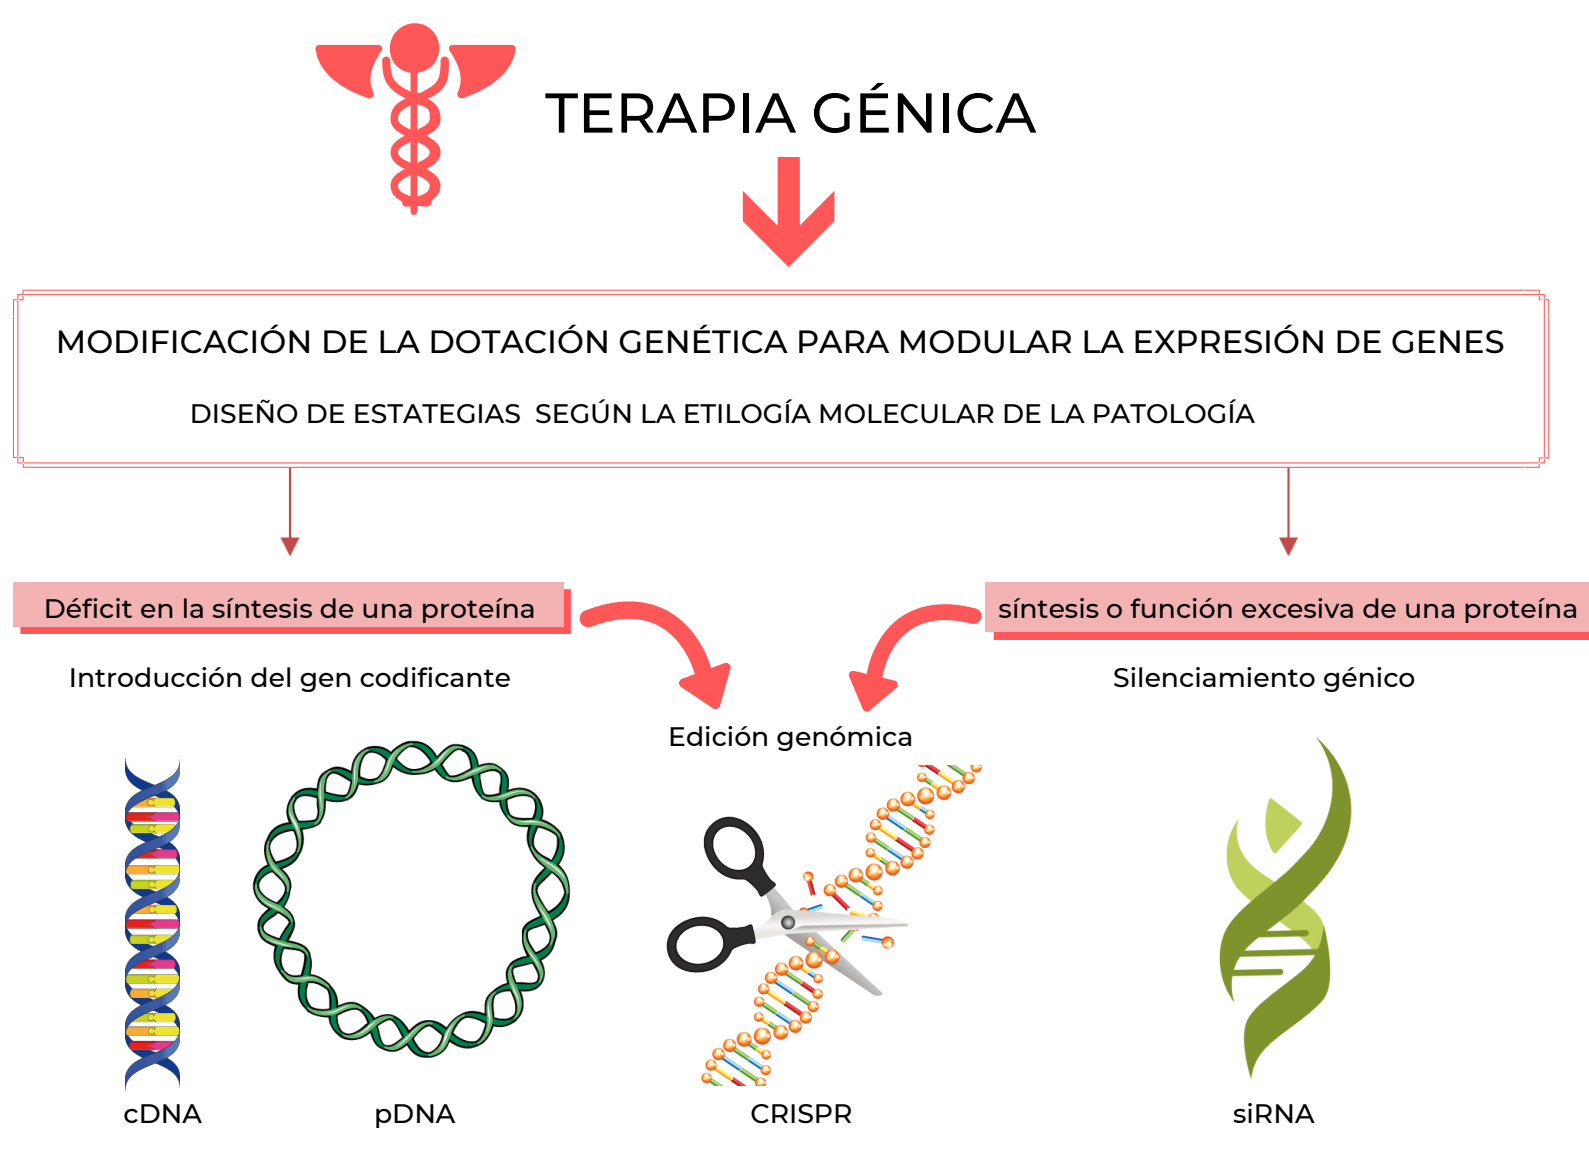 TERAPIA GÉNICA
MODIFICACIÓN DE LA DOTACIÓN GENÉTICA PARA MODULAR LA EXPRESIÓN DE GENES
DISEÑO DE ESTATEGIAS SEGÚN LA ETILOGÍA MOLECULAR DE LA PATOLOGÍA
Déficit en la síntesis de una proteína
síntesis o función excesiva de una proteína
Introducción del gen codificante
Silenciamiento génico
Edición genómica
cDNA
pDNA
CRISPR
siRNA